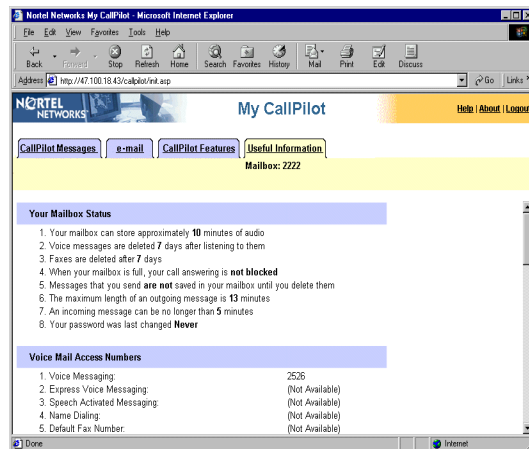 Nortel Networks My CallPilot - Microsoft Internet Explorer
File Edit View Favorites Tools Help
Back Forward Stop Refresh Home Search Favorites History Mail Print Edit Discuss
Address http://47.100.18.43/callpilot/init.asp Go Links
NORTEL NETWORKS
My CallPilot
Help | About | Logout
CallPilot Messages e-mail CallPilot Features Useful Information
Mailbox: 2222
Your Mailbox Status
1. Your mailbox can store approximately 10 minutes of audio
2. Voice messages are deleted 7 days after listening to them
3. Faxes are deleted after 7 days
4. When your mailbox is full, your call answering is not blocked
5. Messages that you send are not saved in your mailbox until you delete them
6. The maximum length of an outgoing message is 13 minutes
7. An incoming message can be no longer than 5 minutes
8. Your password was last changed Never
Voice Mail Access Numbers
1. Voice Messaging: 2526
2. Express Voice Messaging: (Not Available)
3. Speech Activated Messaging: (Not Available)
4. Name Dialing: (Not Available)
5. Default Fax Number: (Not Available)
Done Internet